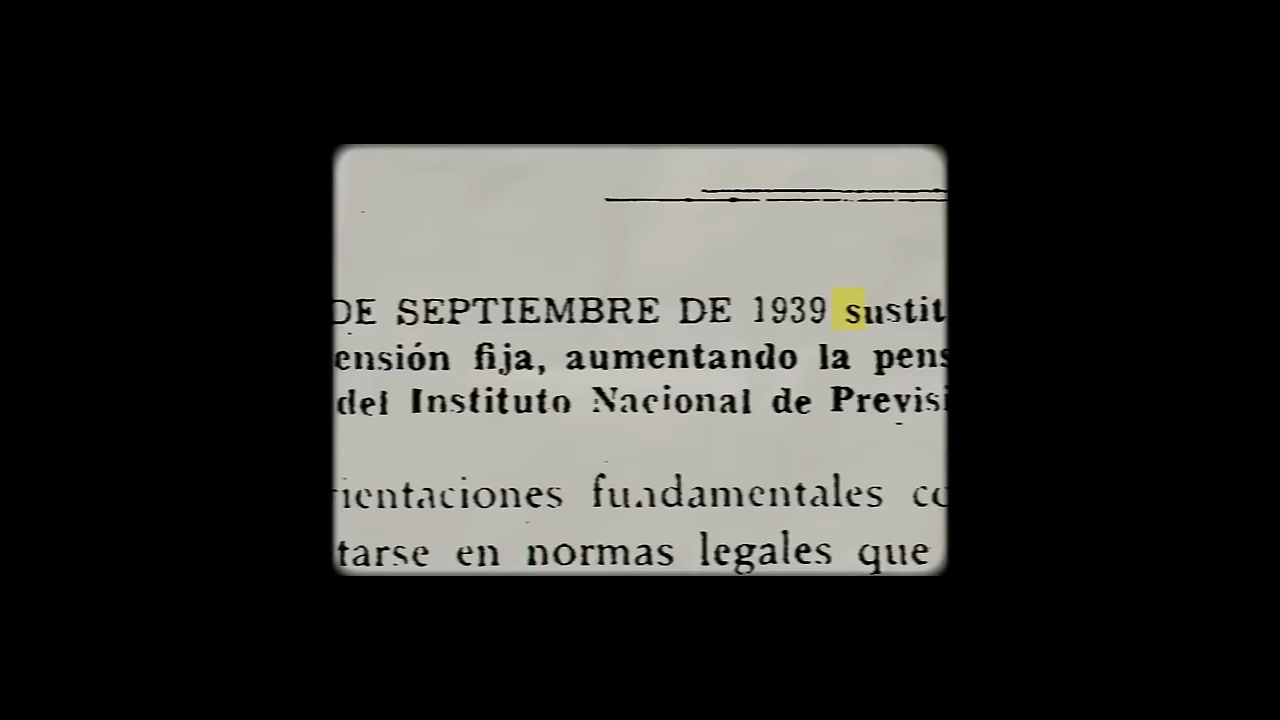 DE SEPTIEMBRE DE 1939 sustit
ensión fija, aumentando la pens
del Instituto Nacional de Previsi
rientaciones fundamentales co
tarse en normas legales que